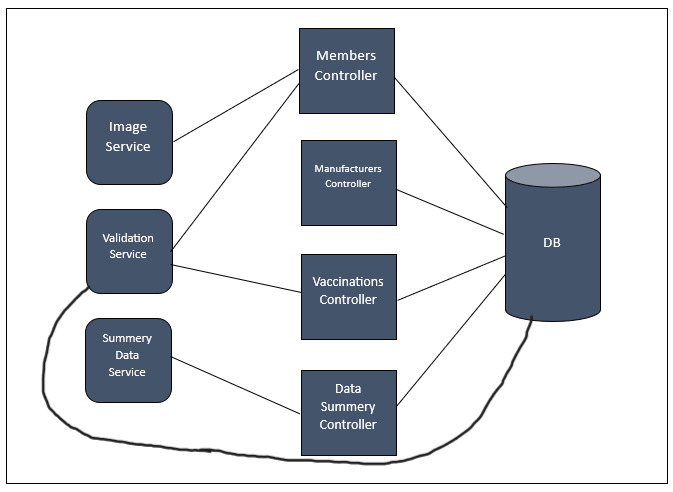 Members
Controller
Image
Service
Manufacturers
Controller
Validation
Service
DB
Vaccinations
Controller
Summery
Data
Service
Data
Summery
Controller